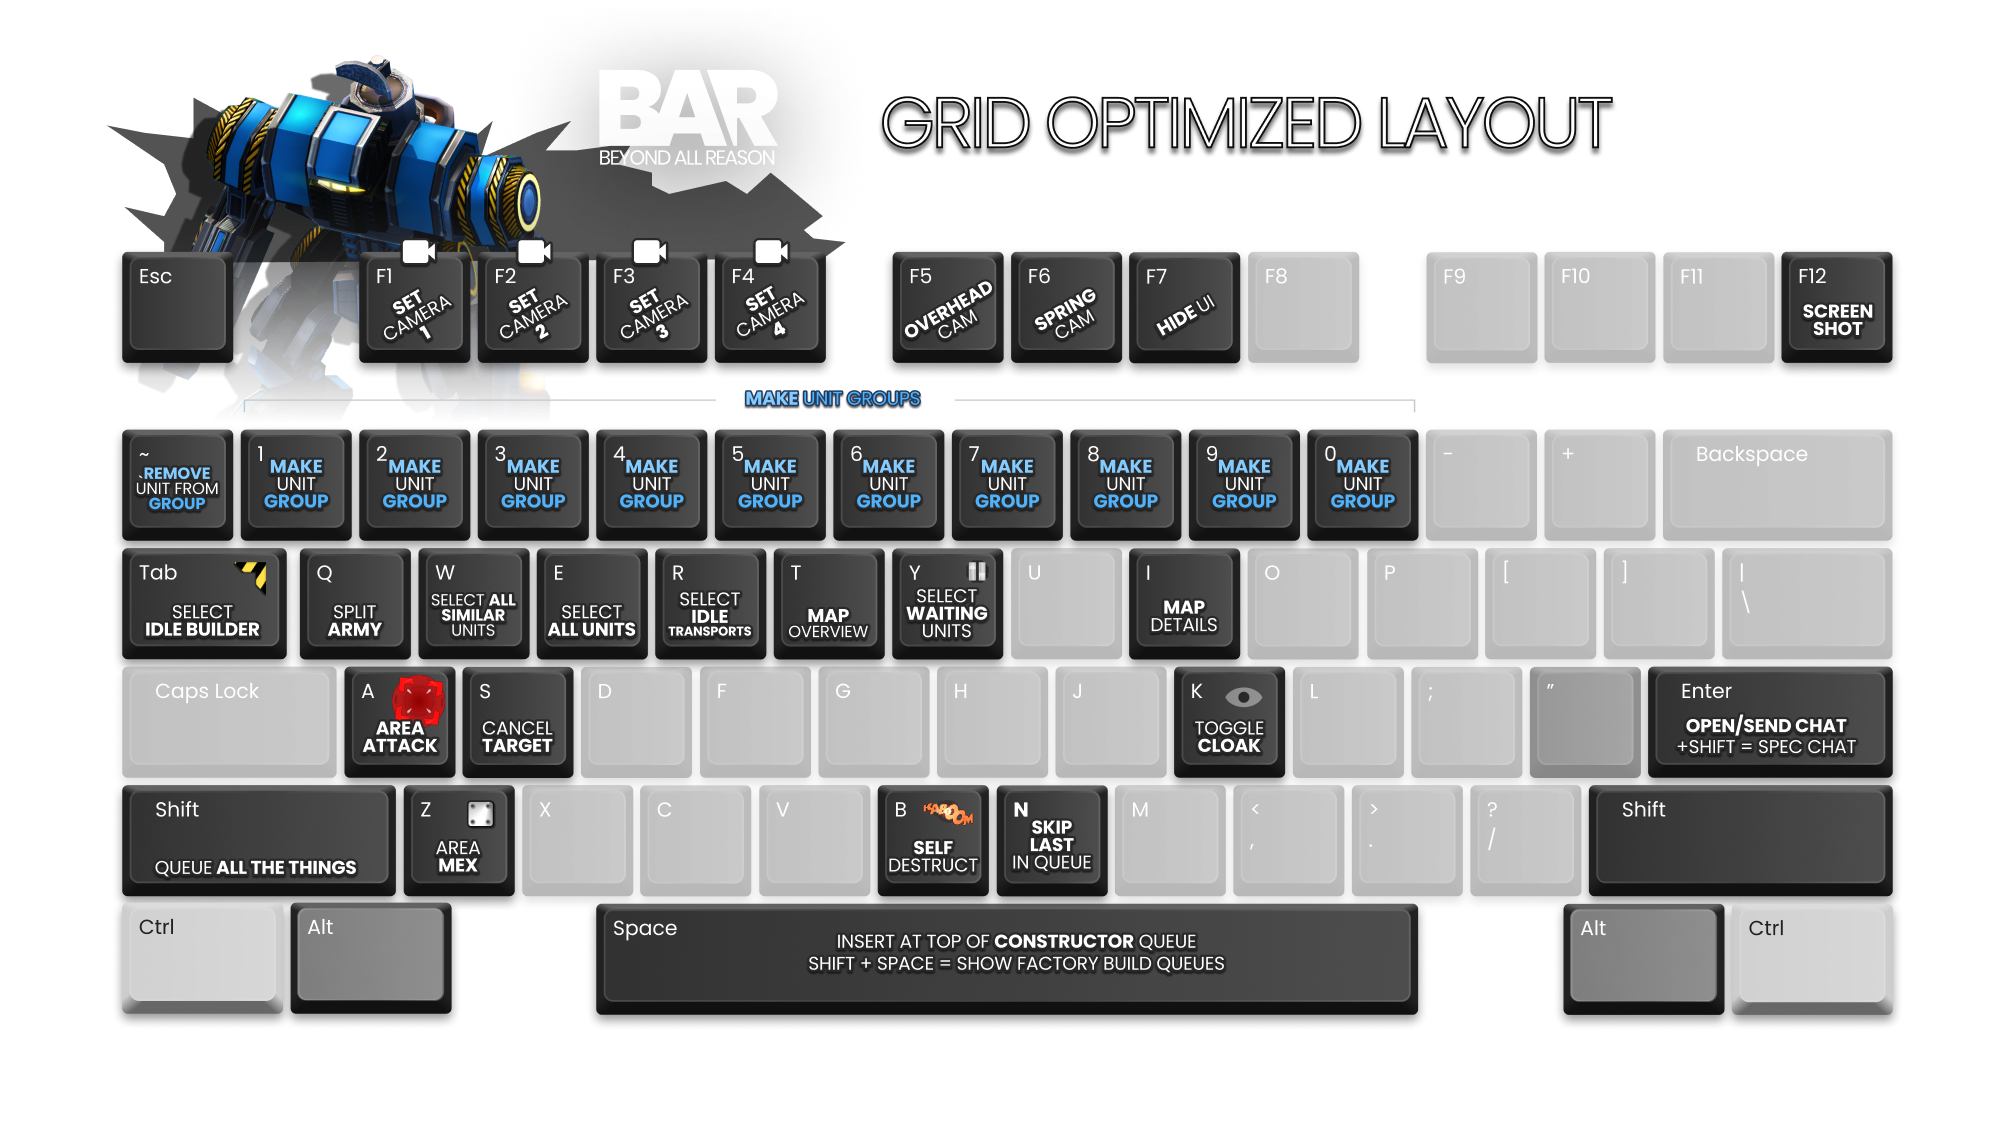 BAR
BEYOND ALL REASON
GRID OPTIMIZED LAYOUT
Esc
F1
SET
CAMERA
1
F2
SET
CAMERA
2
F3
SET
CAMERA
3
F4
SET
CAMERA
4
F5
OVERHEAD
CAM
F6
SPRING
CAM
F7
HIDE UI
F8
F9
F10
F11
F12
SCREEN
SHOT
MAKE UNIT GROUPS
~
`REMOVE
UNIT FROM
GROUP
1
MAKE
UNIT
GROUP
2
MAKE
UNIT
GROUP
3
MAKE
UNIT
GROUP
4
MAKE
UNIT
GROUP
5
MAKE
UNIT
GROUP
6
MAKE
UNIT
GROUP
7
MAKE
UNIT
GROUP
8
MAKE
UNIT
GROUP
9
MAKE
UNIT
GROUP
0
MAKE
UNIT
GROUP
-
+
Backspace
Tab
SELECT
IDLE BUILDER
Q
SPLIT
ARMY
W
SELECT ALL
SIMILAR
UNITS
E
SELECT
ALL UNITS
R
SELECT
IDLE
TRANSPORTS
T
MAP
OVERVIEW
Y
SELECT
WAITING
UNITS
U
I
MAP
DETAILS
O
P
[
]
|
\
Caps Lock
A
AREA
ATTACK
S
CANCEL
TARGET
D
F
G
H
J
K
TOGGLE
CLOAK
L
;
"
Enter
OPEN/SEND CHAT
+SHIFT = SPEC CHAT
Shift
QUEUE ALL THE THINGS
Z
AREA
MEX
X
C
V
B
KABOOM
SELF
DESTRUCT
N
SKIP
LAST
IN QUEUE
M
<
,
>
.
?
/
Shift
Ctrl
Alt
Space
INSERT AT TOP OF CONSTRUCTOR QUEUE
SHIFT + SPACE = SHOW FACTORY BUILD QUEUES
Alt
Ctrl